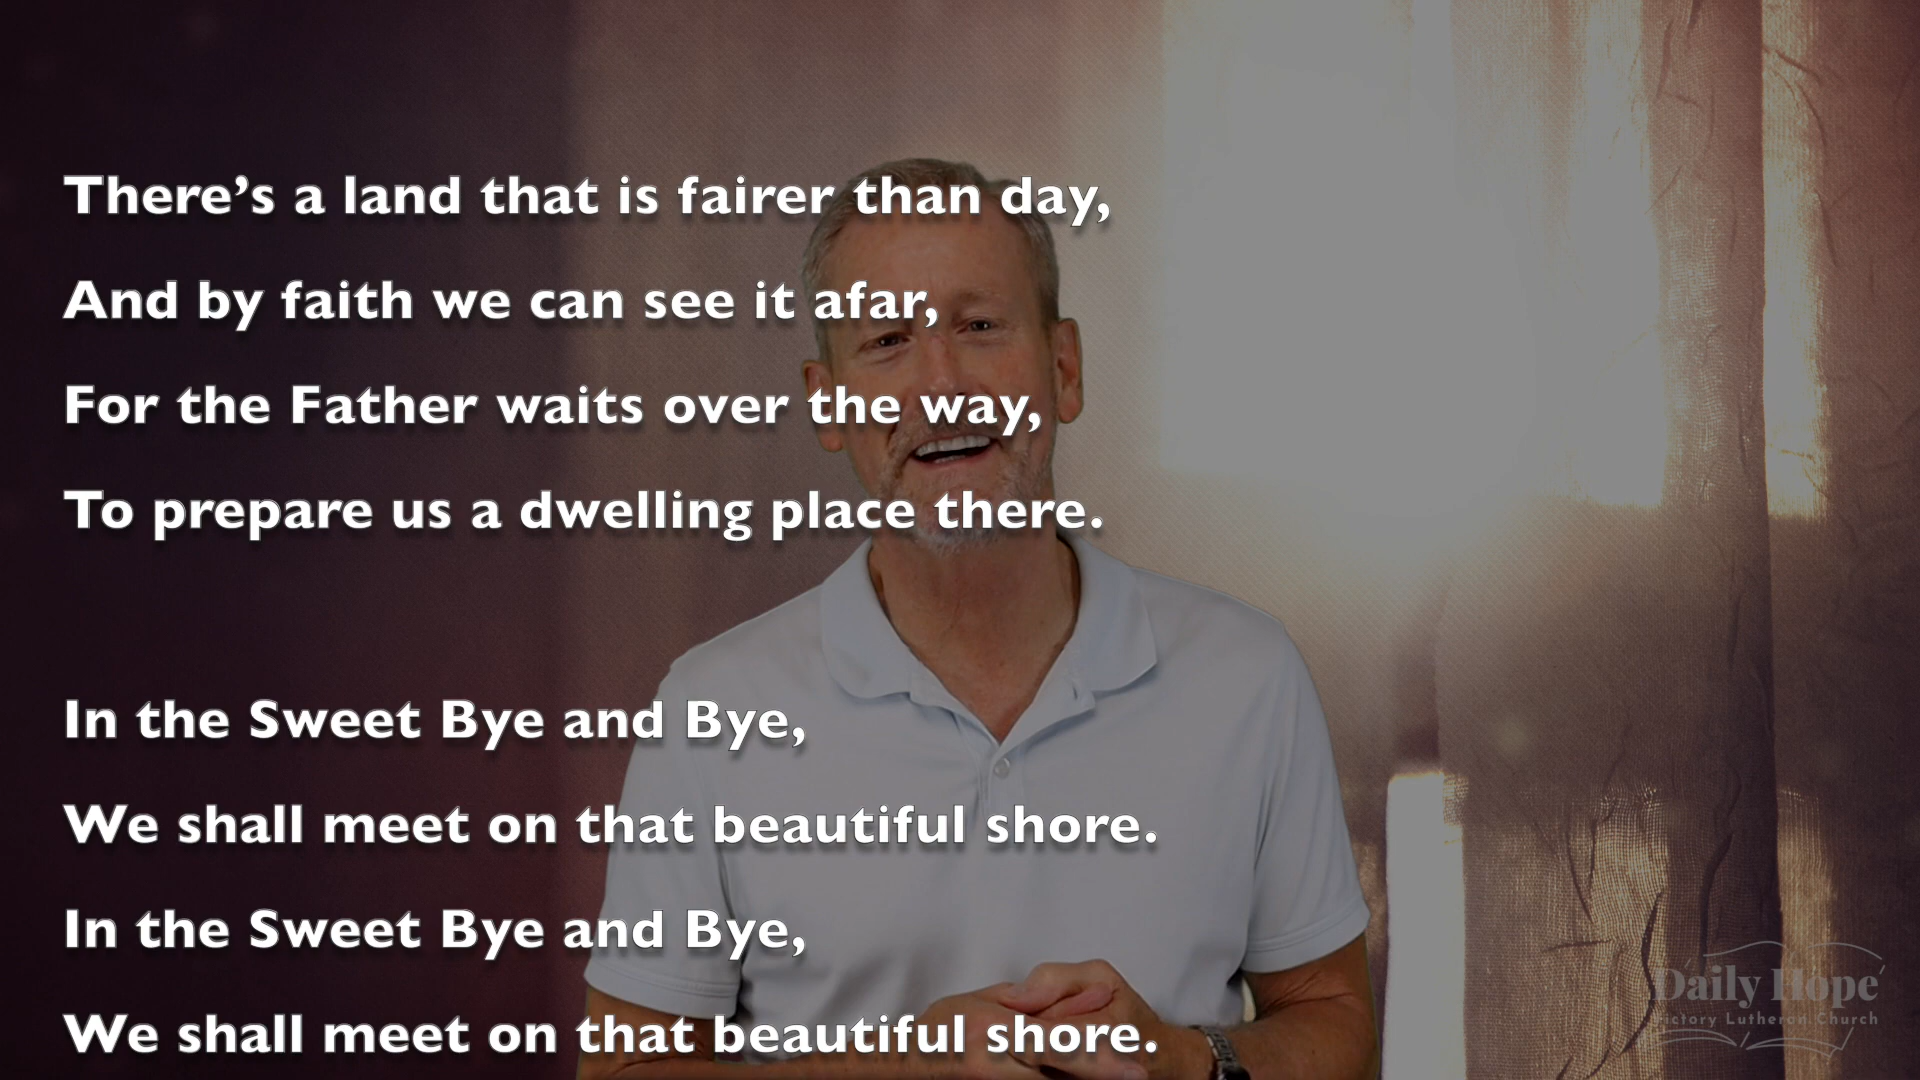 There’s a land that is fairer than day,
And by faith we can see it afar,
For the Father waits over the way,
To prepare us a dwelling place there.
In the Sweet Bye and Bye,
We shall meet on that beautiful shore.
In the Sweet Bye and Bye,
We shall meet on that beautiful shore.
Daily Hope
Victory Lutheran Church